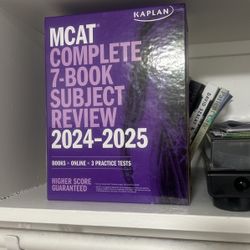 KAPLAN
MCAT®
COMPLETE
7-BOOK
SUBJECT
REVIEW
2024-2025
BOOKS + ONLINE + 3 PRACTICE TESTS
HIGHER SCORE
GUARANTEED